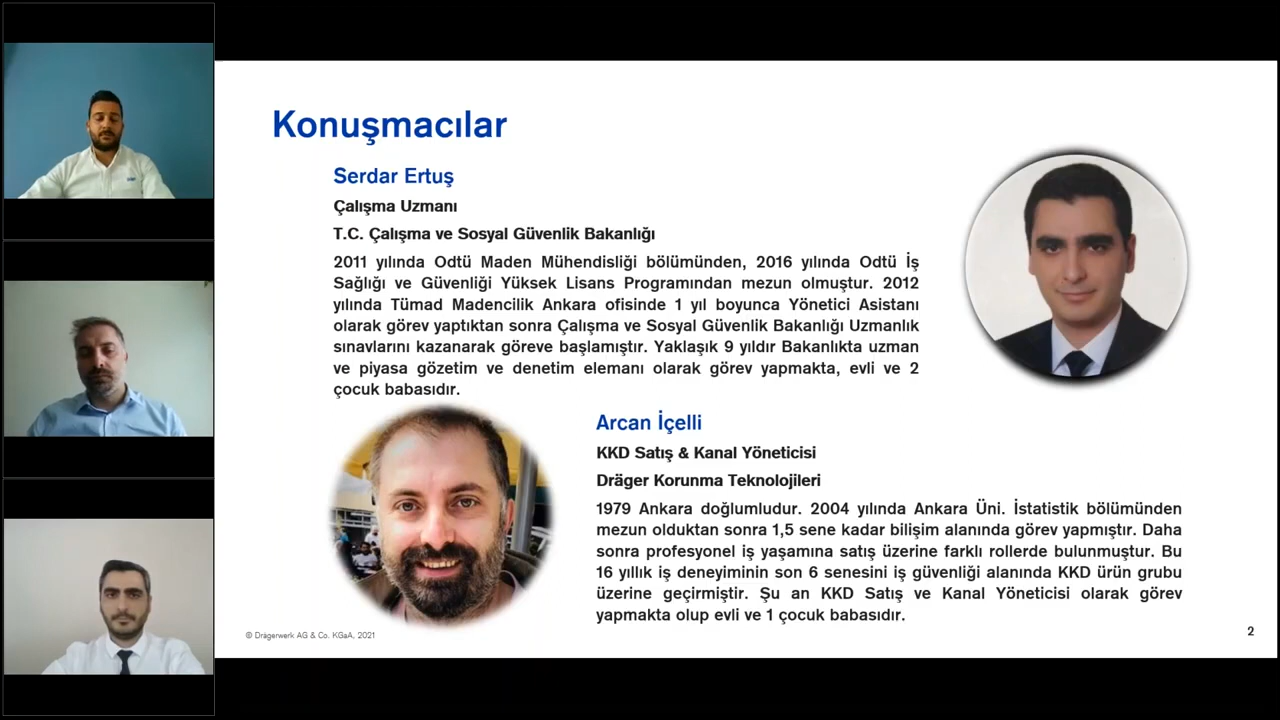 Konuşmacılar
Serdar Ertuş
Çalışma Uzmanı
T.C. Çalışma ve Sosyal Güvenlik Bakanlığı
2011 yılında Odtü Maden Mühendisliği bölümünden, 2016 yılında Odtü İş
Sağlığı ve Güvenliği Yüksek Lisans Programından mezun olmuştur. 2012
yılında Tümad Madencilik Ankara ofisinde 1 yıl boyunca Yönetici Asistanı
olarak görev yaptıktan sonra Çalışma ve Sosyal Güvenlik Bakanlığı Uzmanlık
sınavlarını kazanarak göreve başlamıştır. Yaklaşık 9 yıldır Bakanlıkta uzman
ve piyasa gözetim ve denetim elemanı olarak görev yapmakta, evli ve 2
çocuk babasıdır.
Arcan İçelli
KKD Satış & Kanal Yöneticisi
Dräger Korunma Teknolojileri
1979 Ankara doğlumludur. 2004 yılında Ankara Üni. İstatistik bölümünden
mezun olduktan sonra 1,5 sene kadar bilişim alanında görev yapmıştır. Daha
sonra profesyonel iş yaşamına satış üzerine farklı rollerde bulunmuştur. Bu
16 yıllık iş deneyiminin son 6 senesini iş güvenliği alanında KKD ürün grubu
üzerine geçirmiştir. Şu an KKD Satış ve Kanal Yöneticisi olarak görev
yapmakta olup evli ve 1 çocuk babasıdır.
© Drägerwerk AG & Co. KGaA, 2021
2